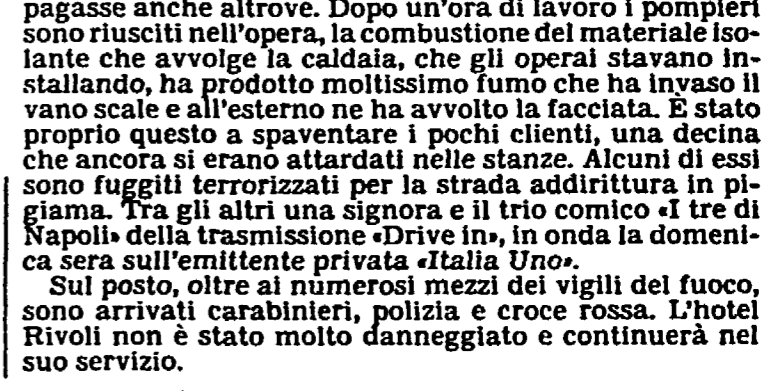 pagasse anche altrove. Dopo un'ora di lavoro i pompieri
sono riusciti nell'opera, la combustione del materiale iso-
lante che avvolge la caldaia, che gli operai stavano in-
stallando, ha prodotto moltissimo fumo che ha invaso il
vano scale e all'esterno ne ha avvolto la facciata. È stato
proprio questo a spaventare i pochi clienti, una decina
che ancora si erano attardati nelle stanze. Alcuni di essi
sono fuggiti terrorizzati per la strada addirittura in pi-
giama. Tra gli altri una signora e il trio comico «I tre di
Napoli» della trasmissione «Drive in», in onda la domeni-
ca sera sull'emittente privata «Italia Uno».
Sul posto, oltre ai numerosi mezzi dei vigili del fuoco,
sono arrivati carabinieri, polizia e croce rossa. L'hotel
Rivoli non è stato molto danneggiato e continuerà nel
suo servizio.